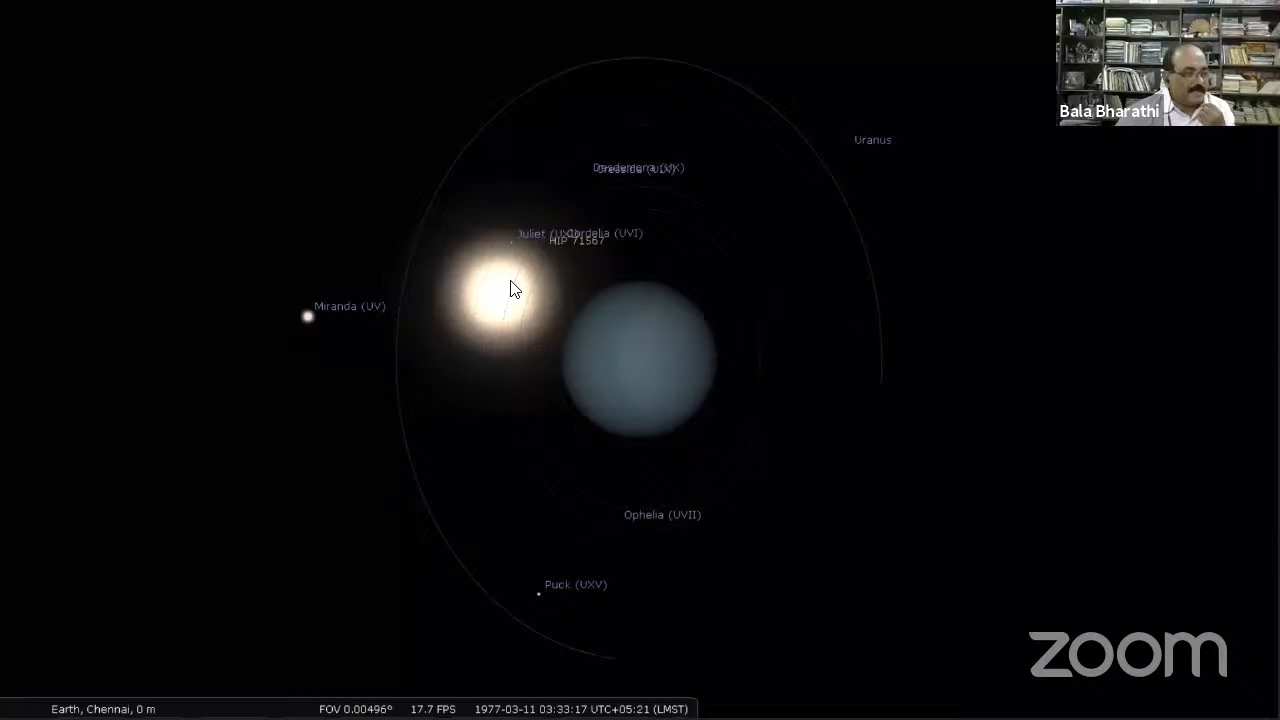 Bala Bharathi
Uranus
Juliet
Cordelia (UVI)
HIP 71567
Miranda (UV)
Ophelia (UVII)
Puck (UXV)
zoom
Earth, Chennai, 0 m FOV 0.00496° 17.7 FPS 1977-03-11 03:33:17 UTC+05:21 (LMST)